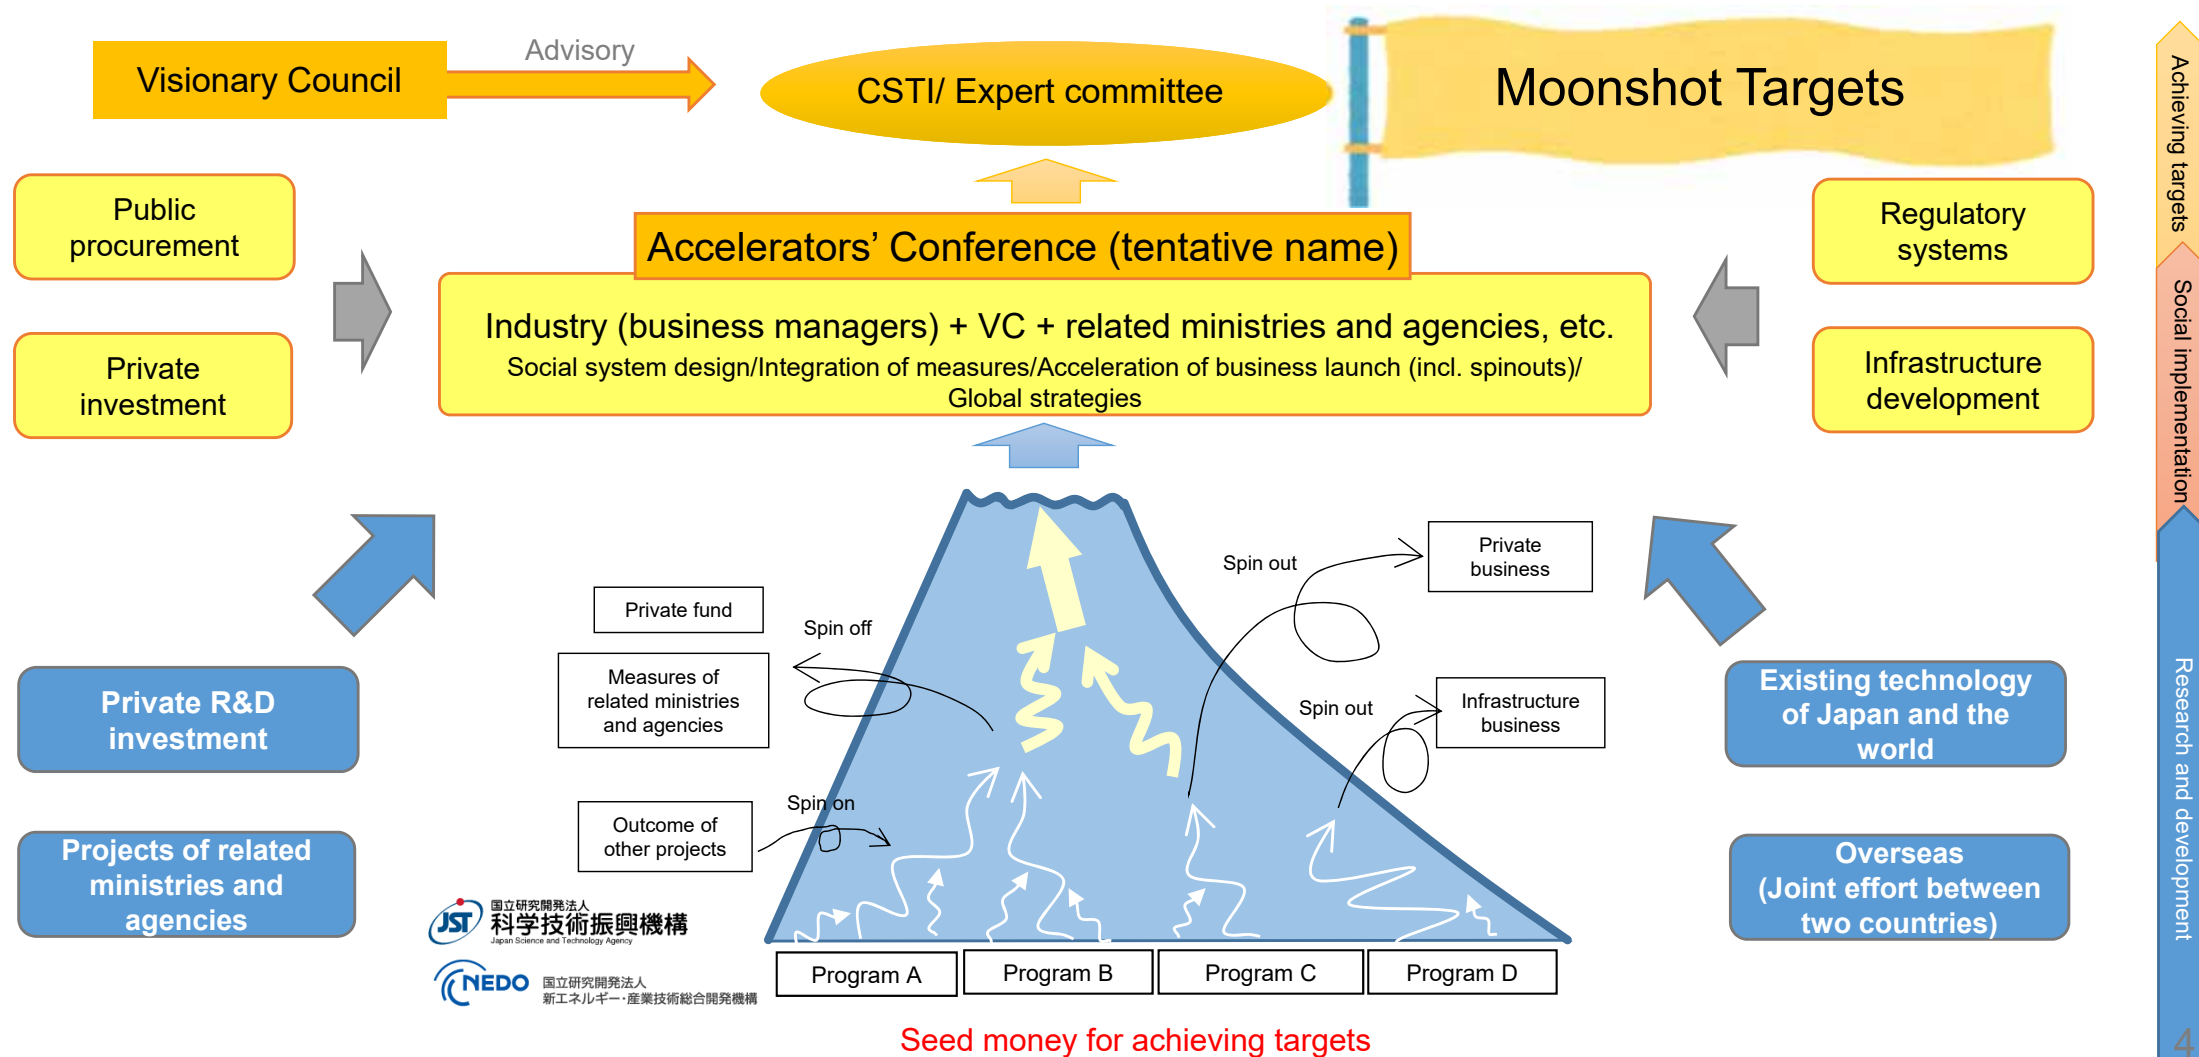 Visionary Council
Advisory
CSTI/ Expert committee
Moonshot Targets
Public
procurement
Private
investment
Accelerators’ Conference (tentative name)
Industry (business managers) + VC + related ministries and agencies, etc.
Social system design/Integration of measures/Acceleration of business launch (incl. spinouts)/
Global strategies
Regulatory
systems
Infrastructure
development
Private R&D
investment
Projects of related
ministries and
agencies
Private fund
Spin off
Measures of
related ministries
and agencies
Spin on
Outcome of
other projects
Spin out
Private
business
Spin out
Infrastructure
business
Existing technology
of Japan and the
world
Overseas
(Joint effort between
two countries)
JST
国立研究開発法人
科学技術振興機構
Japan Science and Technology Agency
NEDO
国立研究開発法人
新エネルギー・産業技術総合開発機構
Program A
Program B
Program C
Program D
Seed money for achieving targets
Achieving targets
Social implementation
Research and development
4